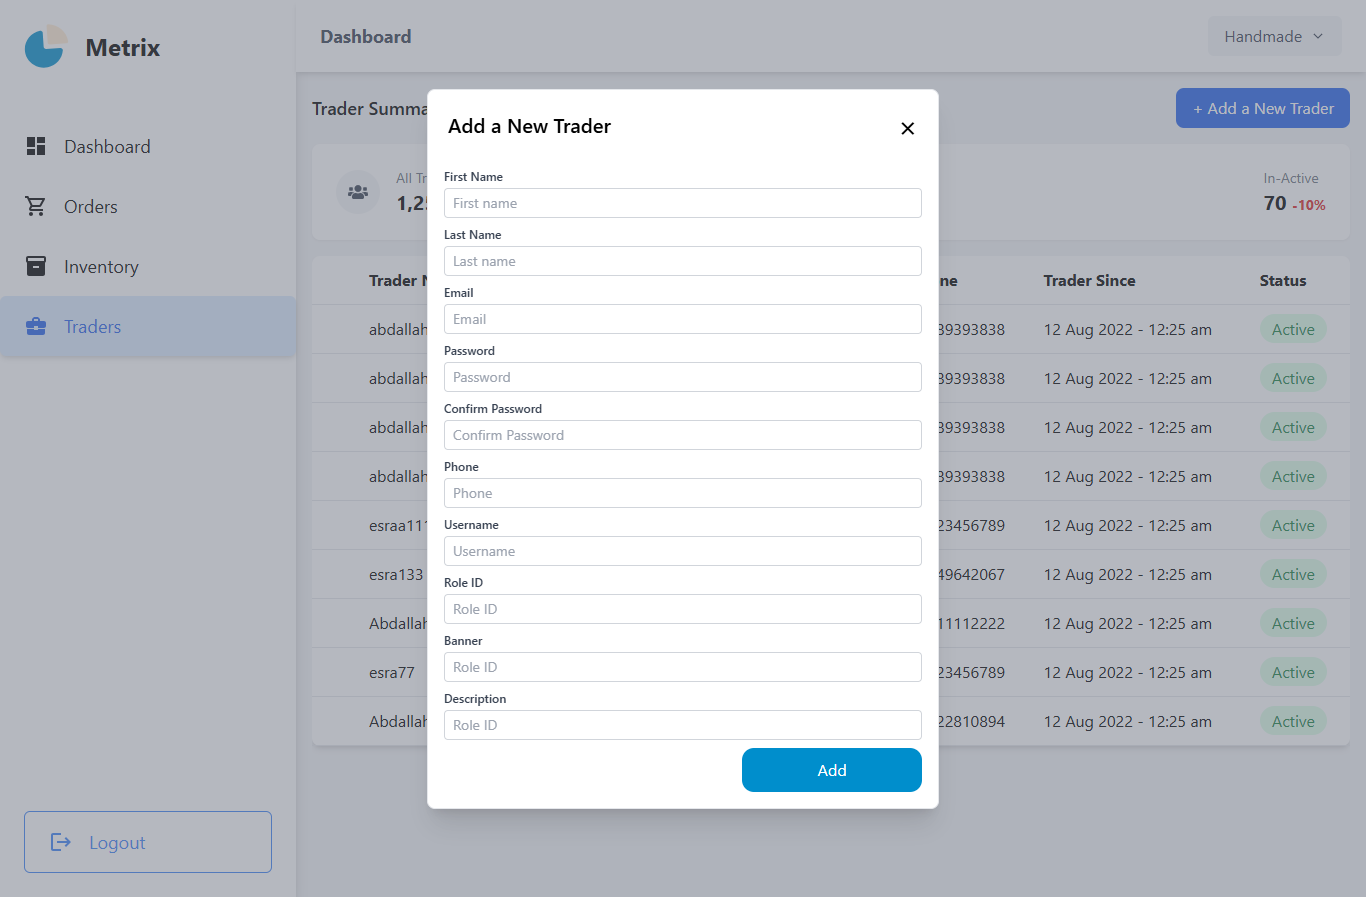 Metrix
Dashboard
Handmade
Dashboard
Orders
Inventory
Traders
Logout
Trader Summa
+ Add a New Trader
All Tr
1,25
In-Active
70 -10%
Trader N
ne
Trader Since
Status
abdallah
39393838
12 Aug 2022 - 12:25 am
Active
abdallah
39393838
12 Aug 2022 - 12:25 am
Active
abdallah
39393838
12 Aug 2022 - 12:25 am
Active
abdallah
39393838
12 Aug 2022 - 12:25 am
Active
esraa111
23456789
12 Aug 2022 - 12:25 am
Active
esra133
49642067
12 Aug 2022 - 12:25 am
Active
Abdallah
11112222
12 Aug 2022 - 12:25 am
Active
esra77
23456789
12 Aug 2022 - 12:25 am
Active
Abdallah
22810894
12 Aug 2022 - 12:25 am
Active
Add a New Trader
First Name
First name
Last Name
Last name
Email
Email
Password
Password
Confirm Password
Confirm Password
Phone
Phone
Username
Username
Role ID
Role ID
Banner
Role ID
Description
Role ID
Add